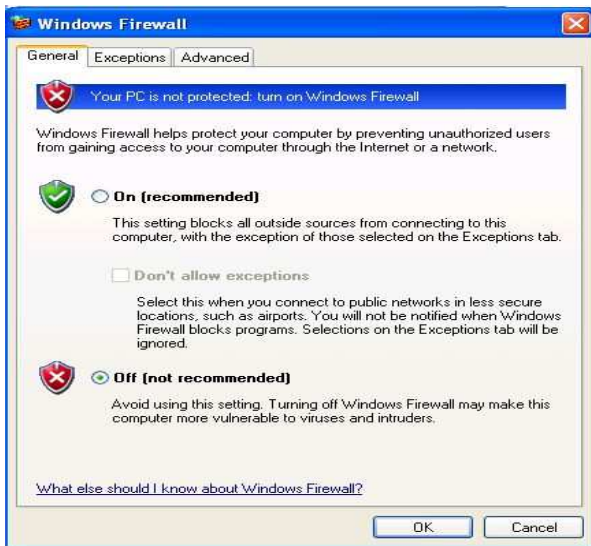 Windows Firewall
General Exceptions Advanced
Your PC is not protected: turn on Windows Firewall
Windows Firewall helps protect your computer by preventing unauthorized users
from gaining access to your computer through the Internet or a network.
On (recommended)
This setting blocks all outside sources from connecting to this
computer, with the exception of those selected on the Exceptions tab.
Don't allow exceptions
Select this when you connect to public networks in less secure
locations, such as airports. You will not be notified when Windows
Firewall blocks programs. Selections on the Exceptions tab will be
ignored.
Off (not recommended)
Avoid using this setting. Turning off Windows Firewall may make this
computer more vulnerable to viruses and intruders.
What else should I know about Windows Firewall?
OK Cancel